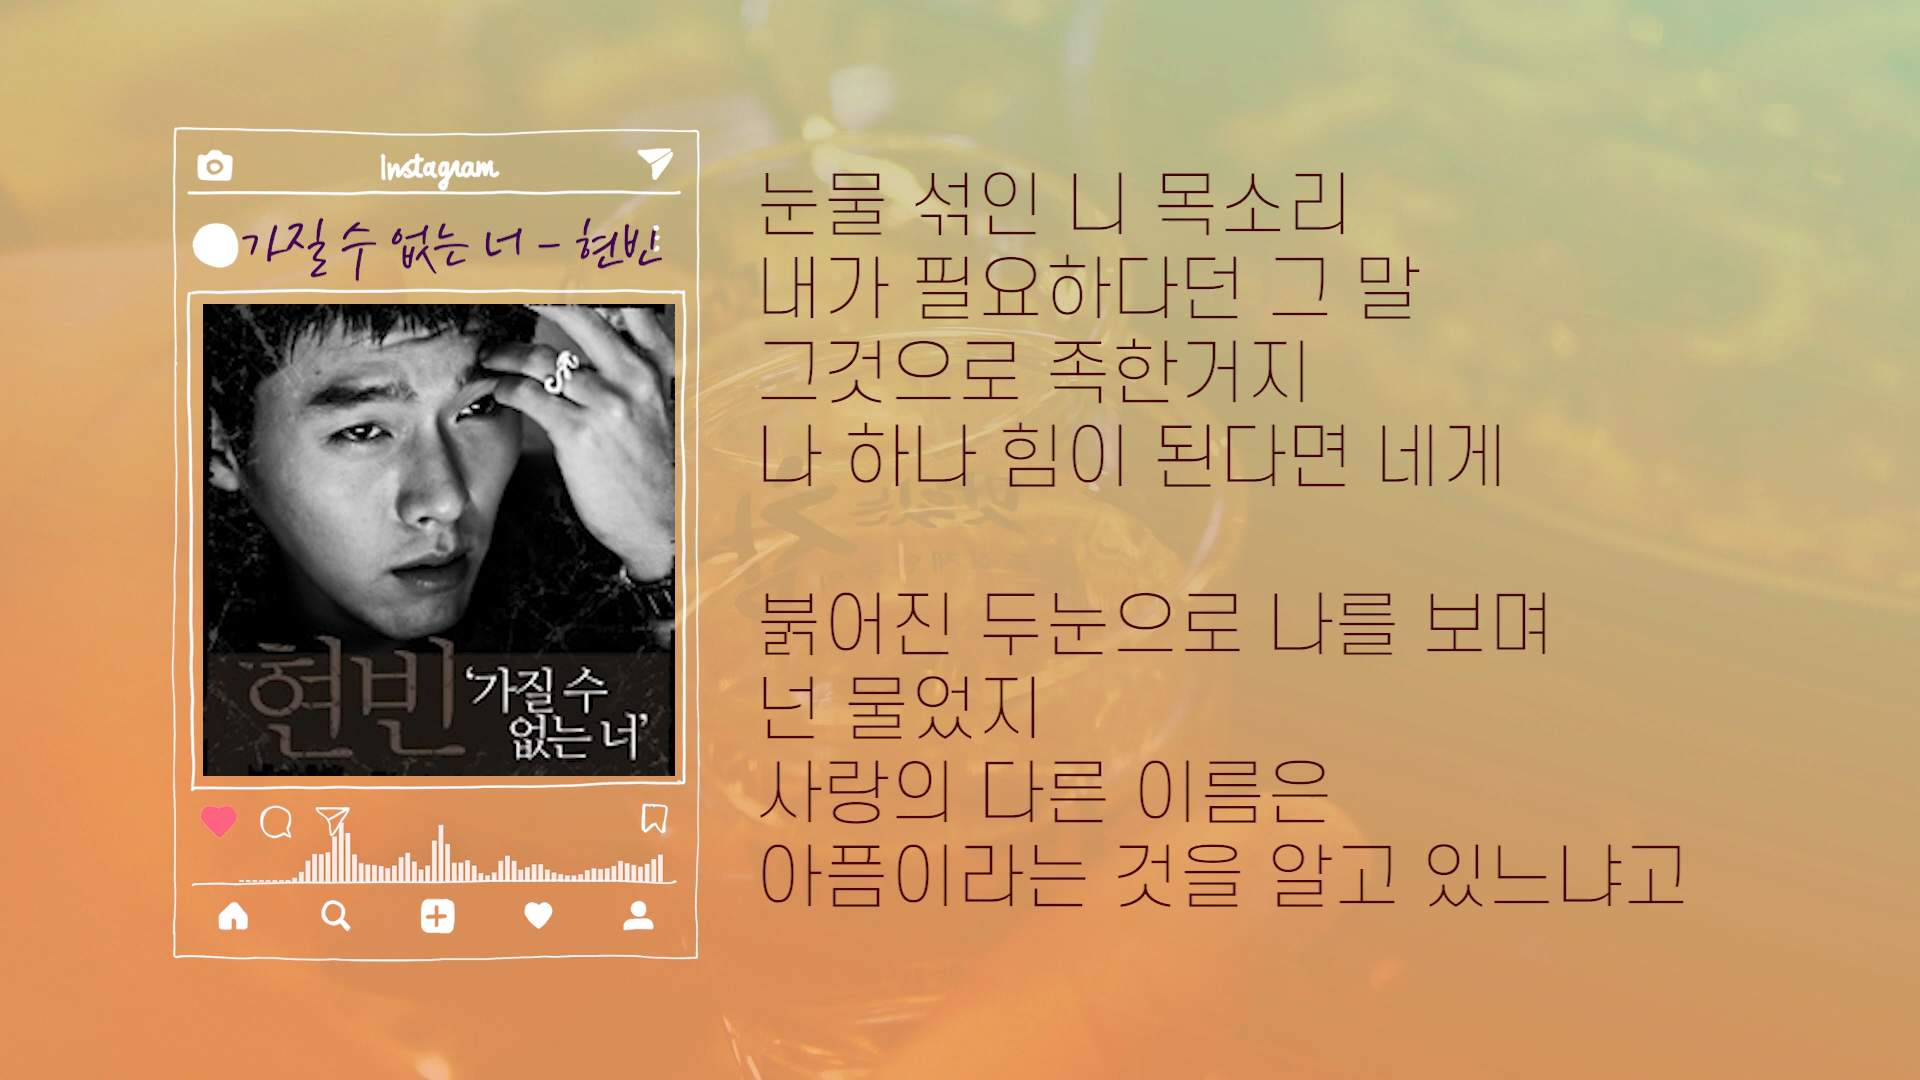 Instagram
가질 수 없는 너 - 현빈
현빈 '가질 수
없는 너'
눈물 섞인 니 목소리
내가 필요하다던 그 말
그것으로 족한거지
나 하나 힘이 된다면 네게
붉어진 두눈으로 나를 보며
넌 물었지
사랑의 다른 이름은
아픔이라는 것을 알고 있느냐고